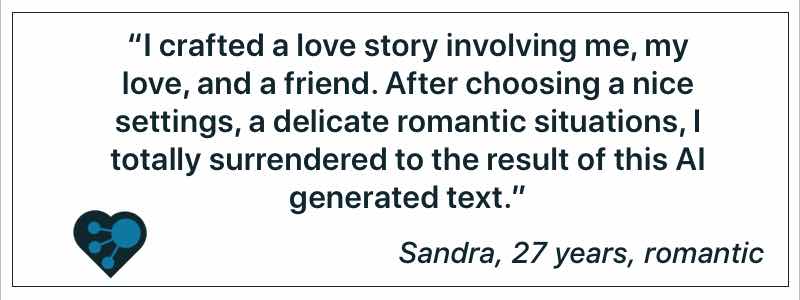 “I crafted a love story involving me, my
love, and a friend. After choosing a nice
settings, a delicate romantic situations, I
totally surrendered to the result of this AI
generated text.”
Sandra, 27 years, romantic